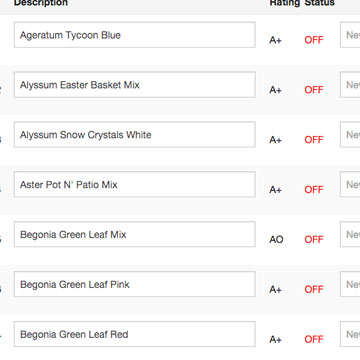 Description Rating Status
Ageratum Tycoon Blue A+ OFF Ne
Alyssum Easter Basket Mix A+ OFF Ne
Alyssum Snow Crystals White A+ OFF Ne
Aster Pot N' Patio Mix A+ OFF Ne
Begonia Green Leaf Mix AO OFF Ne
Begonia Green Leaf Pink A+ OFF Ne
Begonia Green Leaf Red A+ OFF Ne